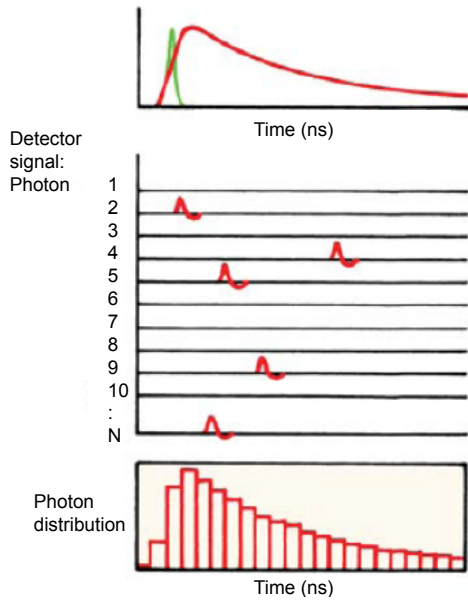 Time (ns)
Detector
signal:
Photon
1
2
3
4
5
6
7
8
9
10
:
N
Photon
distribution
Time (ns)